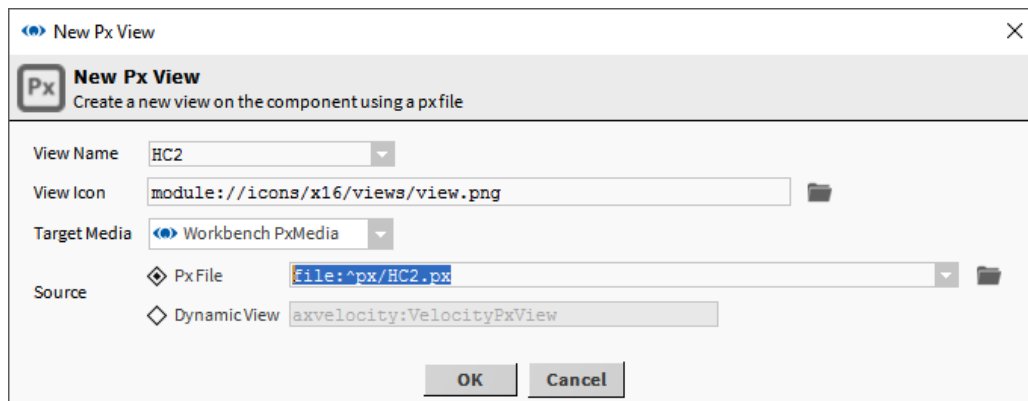 New Px View
Px
New Px View
Create a new view on the component using a px file
View Name HC2
View Icon module://icons/x16/views/view.png
Target Media Workbench PxMedia
Source
Px File file:^px/HC2.px
Dynamic View axvelocity:VelocityPxView
OK Cancel